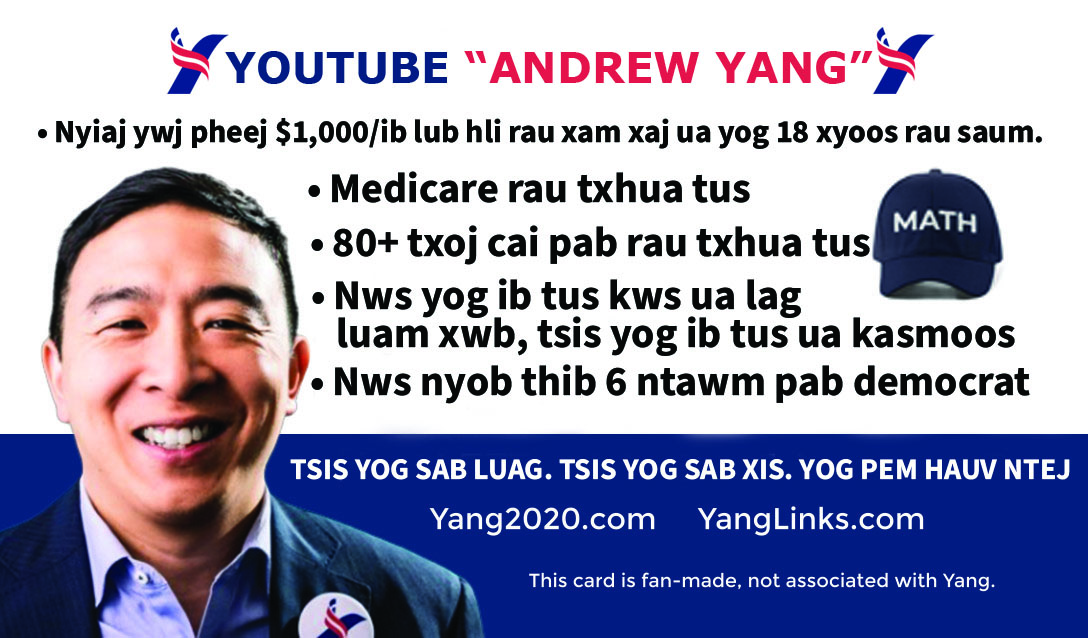 YOUTUBE “ANDREW YANG”
• Nyiaj ywj pheej $1,000/ib lub hli rau xam xaj ua yog 18 xyoos rau saum.
• Medicare rau txhua tus
MATH
• 80+ txoj cai pab rau txhua tus
• Nws yog ib tus kws ua lag
luam xwb, tsis yog ib tus ua kasmoos
• Nws nyob thib 6 ntawm pab democrat
TSIS YOG SAB LUAG. TSIS YOG SAB XIS. YOG PEM HAUV NTEJ
Yang2020.com YangLinks.com
This card is fan-made, not associated with Yang.